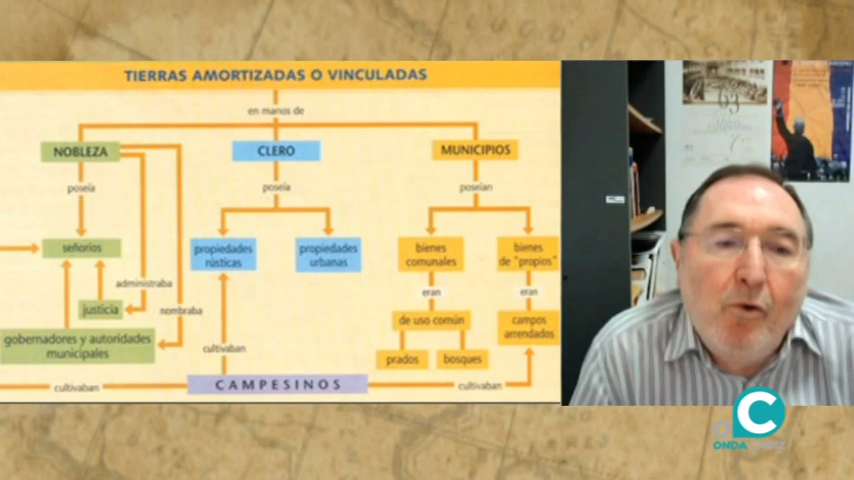 TIERRAS AMORTIZADAS O VINCULADAS
en manos de
NOBLEZA
CLERO
MUNICIPIOS
poseía
poseía
poseían
señoríos
propiedades
rústicas
propiedades
urbanas
bienes
comunales
bienes
de "propios"
administraba
eran
eran
justicia
nombraba
de uso común
campos
arrendados
gobernadores y autoridades
municipales
cultivaban
prados
bosques
cultivaban
CAMPESINOS
cultivaban
C
ONDA